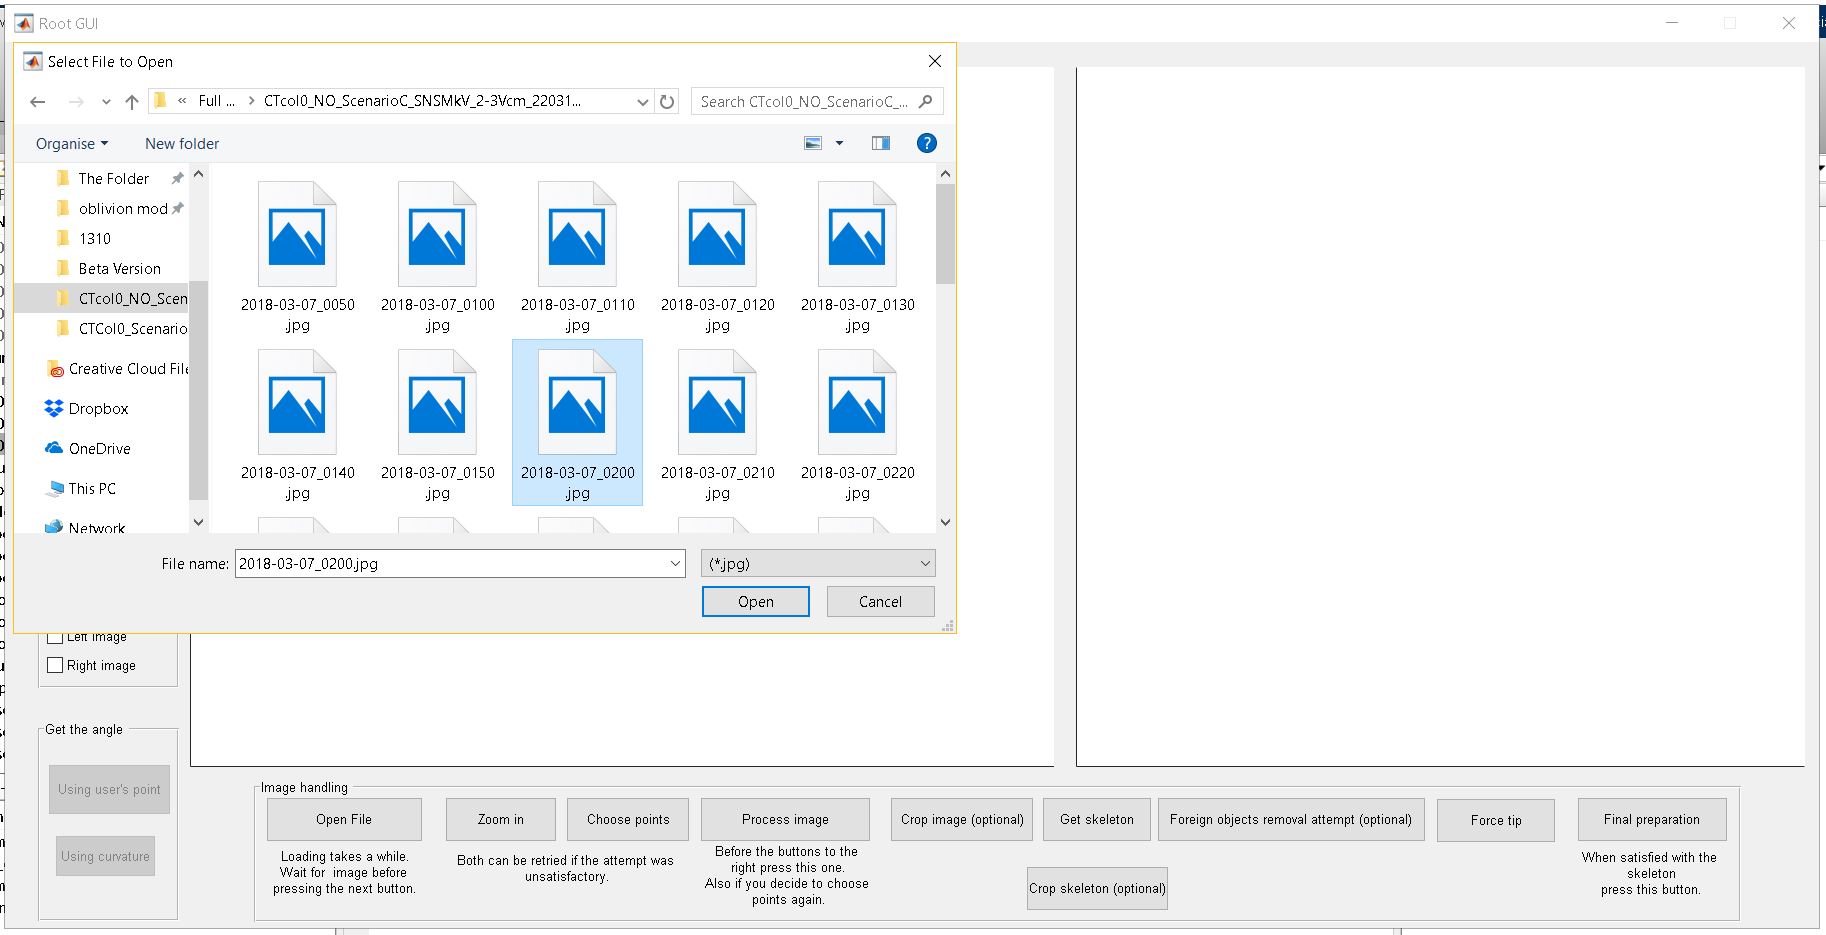 Root GUI
Select File to Open
« Full ... > CTcol0_NO_ScenarioC_SNSMkV_2-3Vcm_22031...
Search CTcol0_NO_ScenarioC_...
Organise
New folder
The Folder
oblivion mod
1310
Beta Version
CTcol0_NO_Scen
CTCol0_Scenario
Creative Cloud File
Dropbox
OneDrive
This PC
Network
2018-03-07_0050
.jpg
2018-03-07_0100
.jpg
2018-03-07_0110
.jpg
2018-03-07_0120
.jpg
2018-03-07_0130
.jpg
2018-03-07_0140
.jpg
2018-03-07_0150
.jpg
2018-03-07_0200
.jpg
2018-03-07_0210
.jpg
2018-03-07_0220
.jpg
File name: 2018-03-07_0200.jpg
(*.jpg)
Open
Cancel
Left image
Right image
Get the angle
Using user's point
Using curvature
Image handling
Open File
Loading takes a while.
Wait for image before
pressing the next button.
Zoom in
Choose points
Both can be retried if the attempt was
unsatisfactory.
Process image
Before the buttons to the
right press this one.
Also if you decide to choose
points again.
Crop image (optional)
Get skeleton
Foreign objects removal attempt (optional)
Force tip
Crop skeleton (optional)
Final preparation
When satisfied with the
skeleton
press this button.